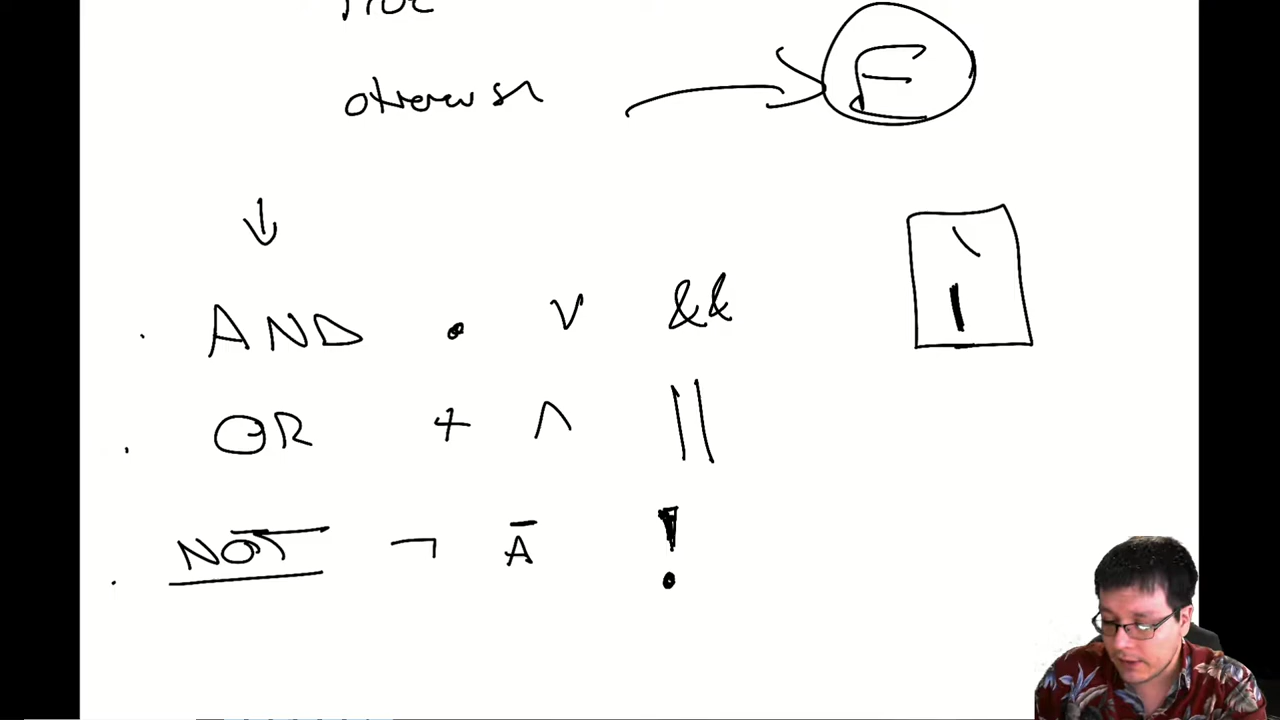 otherwise → F
AND • ∨ &&
OR + ∧ ||
NOT ¬ A̅ !